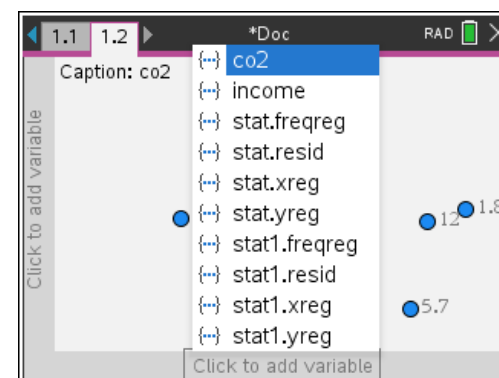 1.1 1.2 *Doc RAD
Caption: co2
Click to add variable
co2
income
stat.freqreg
stat.resid
stat.xreg
stat.yreg
stat1.freqreg
stat1.resid
stat1.xreg
stat1.yreg
12
1.8
5.7
Click to add variable